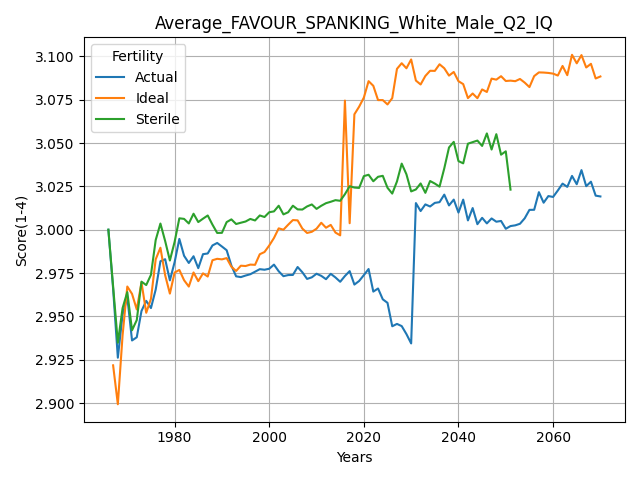 Average_FAVOUR_SPANKING_White_Male_Q2_IQ
Fertility
Actual
Ideal
Sterile
Score(1-4)
3.100
3.075
3.050
3.025
3.000
2.975
2.950
2.925
2.900
1980 2000 2020 2040 2060
Years